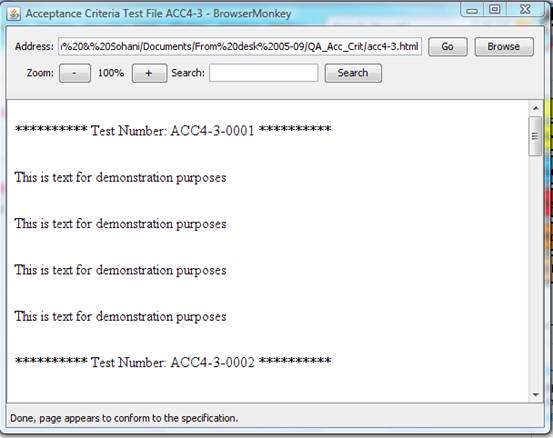 Acceptance Criteria Test File ACC4-3 - BrowserMonkey
Address: %20&%20Sohani/Documents/From%20desk%2005-09/QA_Acc_Crit/acc4-3.html Go Browse
Zoom: - 100% + Search: Search
********** Test Number: ACC4-3-0001 **********
This is text for demonstration purposes
This is text for demonstration purposes
This is text for demonstration purposes
This is text for demonstration purposes
********** Test Number: ACC4-3-0002 **********
Done, page appears to conform to the specification.